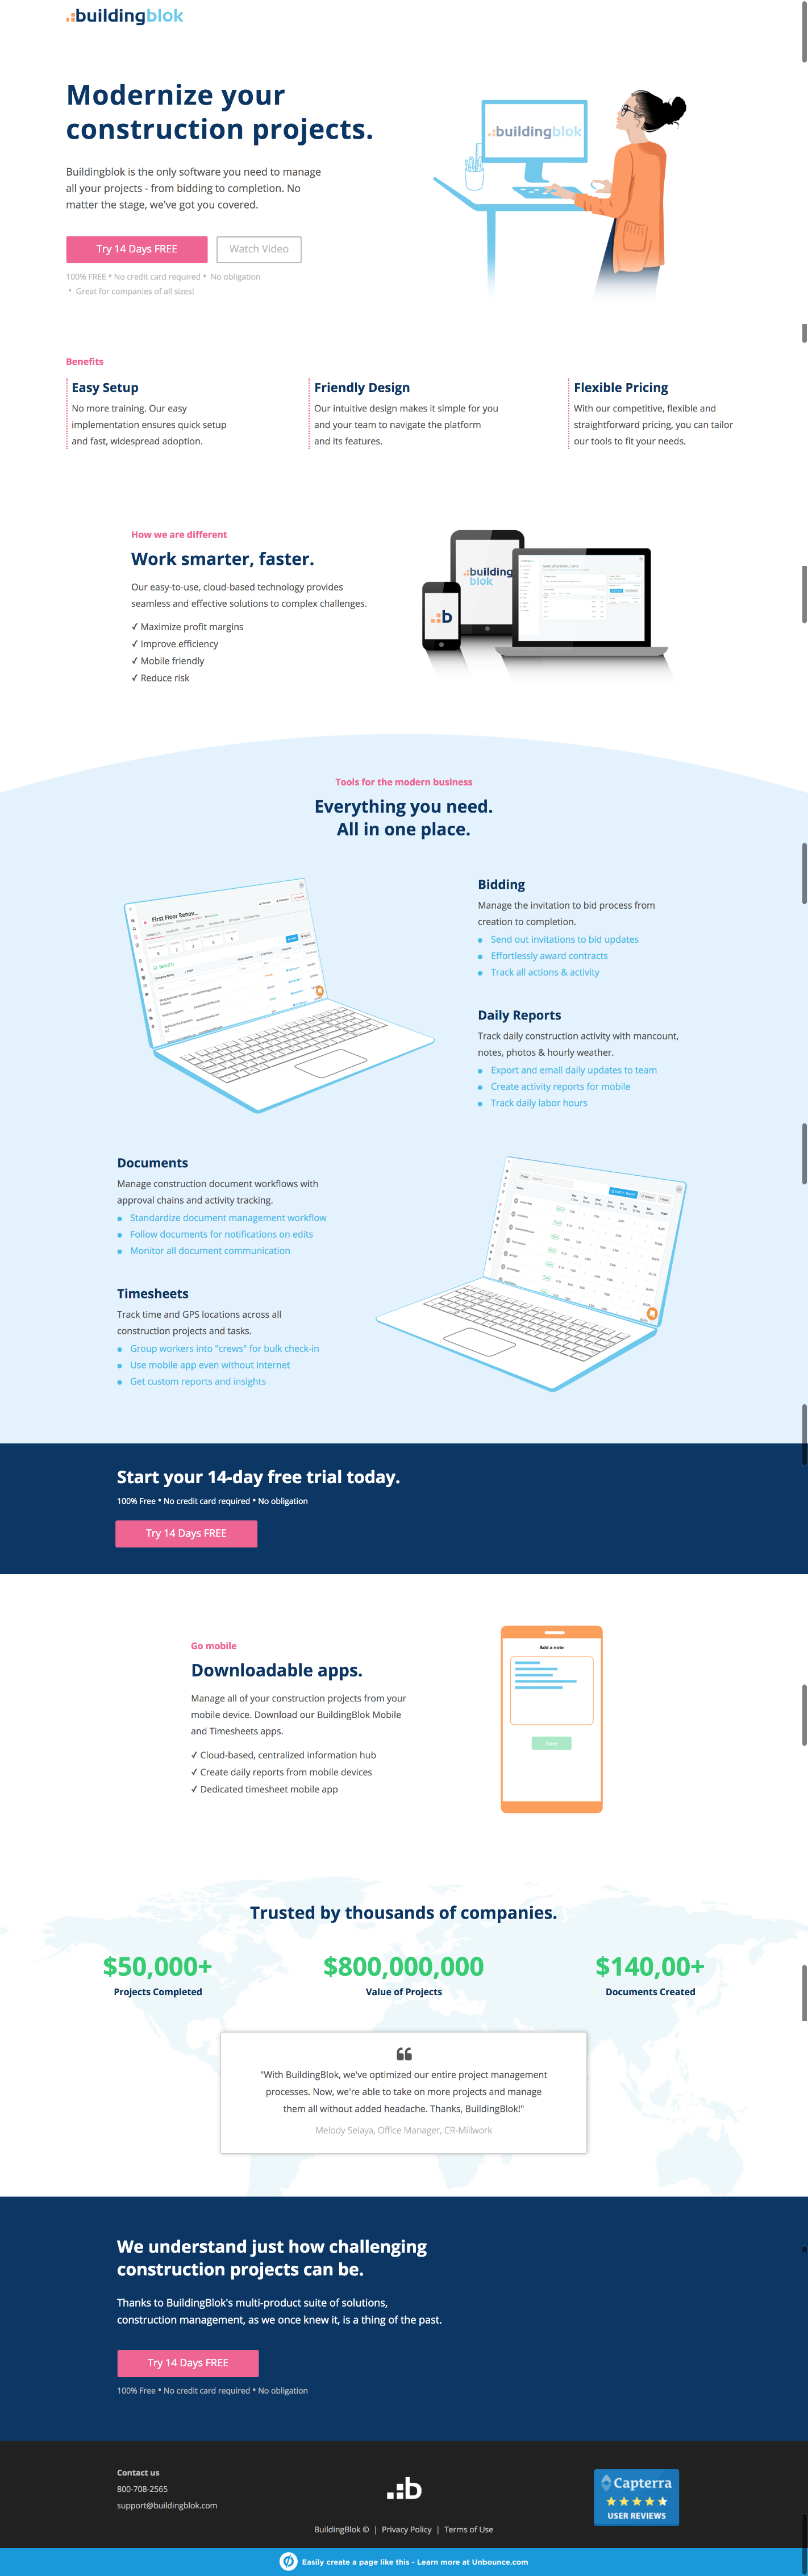 buildingblok
Modernize your
construction projects.
buildingblok
Buildingblok is the only software you need to manage
all your projects - from bidding to completion. No
matter the stage, we've got you covered.
Try 14 Days FREE
Watch Video
100% FREE * No credit card required * No obligation
* Great for companies of all sizes!
Benefits
Easy Setup
No more training. Our easy
implementation ensures quick setup
and fast, widespread adoption.
Friendly Design
Our intuitive design makes it simple for you
and your team to navigate the platform
and its features.
Flexible Pricing
With our competitive, flexible and
straightforward pricing, you can tailor
our tools to fit your needs.
How we are different
Work smarter, faster.
Our easy-to-use, cloud-based technology provides
seamless and effective solutions to complex challenges.
✓ Maximize profit margins
✓ Improve efficiency
✓ Mobile friendly
✓ Reduce risk
building
blok
b
Tools for the modern business
Everything you need.
All in one place.
First Floor Renov...
Bidding
Manage the invitation to bid process from
creation to completion.
Send out invitations to bid updates
Effortlessly award contracts
Track all actions & activity
Daily Reports
Track daily construction activity with mancount,
notes, photos & hourly weather.
Export and email daily updates to team
Create activity reports for mobile
Track daily labor hours
Documents
Manage construction document workflows with
approval chains and activity tracking.
Standardize document management workflow
Follow documents for notifications on edits
Monitor all document communication
Timesheets
Track time and GPS locations across all
construction projects and tasks.
Group workers into "crews" for bulk check-in
Use mobile app even without internet
Get custom reports and insights
Start your 14-day free trial today.
100% Free * No credit card required * No obligation
Try 14 Days FREE
Go mobile
Downloadable apps.
Manage all of your construction projects from your
mobile device. Download our BuildingBlok Mobile
and Timesheets apps.
✓ Cloud-based, centralized information hub
✓ Create daily reports from mobile devices
✓ Dedicated timesheet mobile app
Add a note
Save
Trusted by thousands of companies.
$50,000+
Projects Completed
$800,000,000
Value of Projects
$140,00+
Documents Created
"With BuildingBlok, we've optimized our entire project management
processes. Now, we're able to take on more projects and manage
them all without added headache. Thanks, BuildingBlok!"
Melody Selaya, Office Manager, CR-Millwork
We understand just how challenging
construction projects can be.
Thanks to BuildingBlok's multi-product suite of solutions,
construction management, as we once knew it, is a thing of the past.
Try 14 Days FREE
100% Free * No credit card required * No obligation
Contact us
800-708-2565
support@buildingblok.com
b
BuildingBlok © | Privacy Policy | Terms of Use
Capterra
USER REVIEWS
Easily create a page like this - Learn more at Unbounce.com